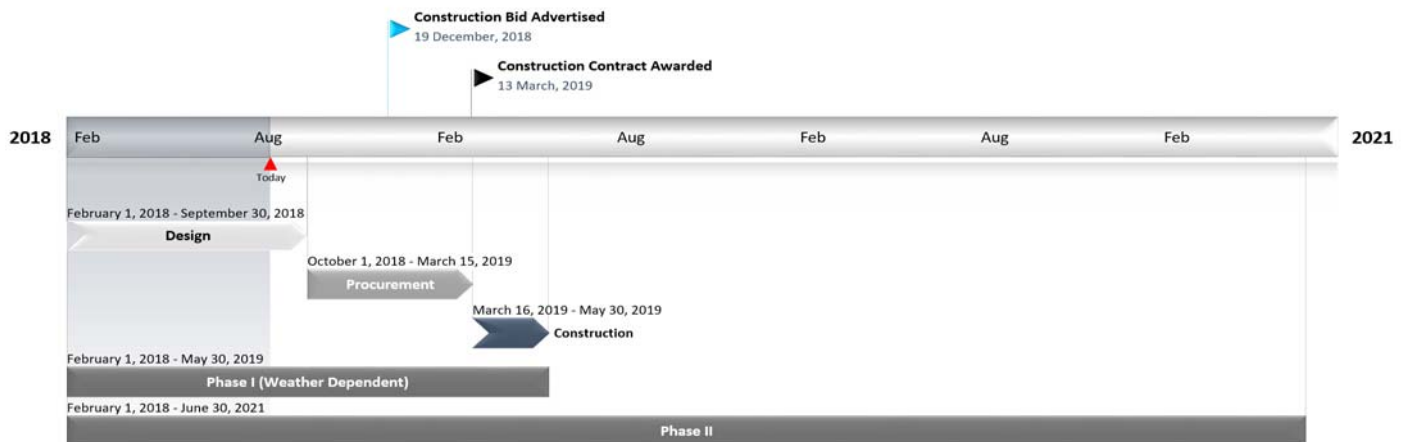 Construction Bid Advertised
19 December, 2018
Construction Contract Awarded
13 March, 2019
2018 Feb Aug Feb Aug Feb Aug Feb 2021
Today
February 1, 2018 - September 30, 2018
Design
October 1, 2018 - March 15, 2019
Procurement
March 16, 2019 - May 30, 2019
Construction
February 1, 2018 - May 30, 2019
Phase I (Weather Dependent)
February 1, 2018 - June 30, 2021
Phase II